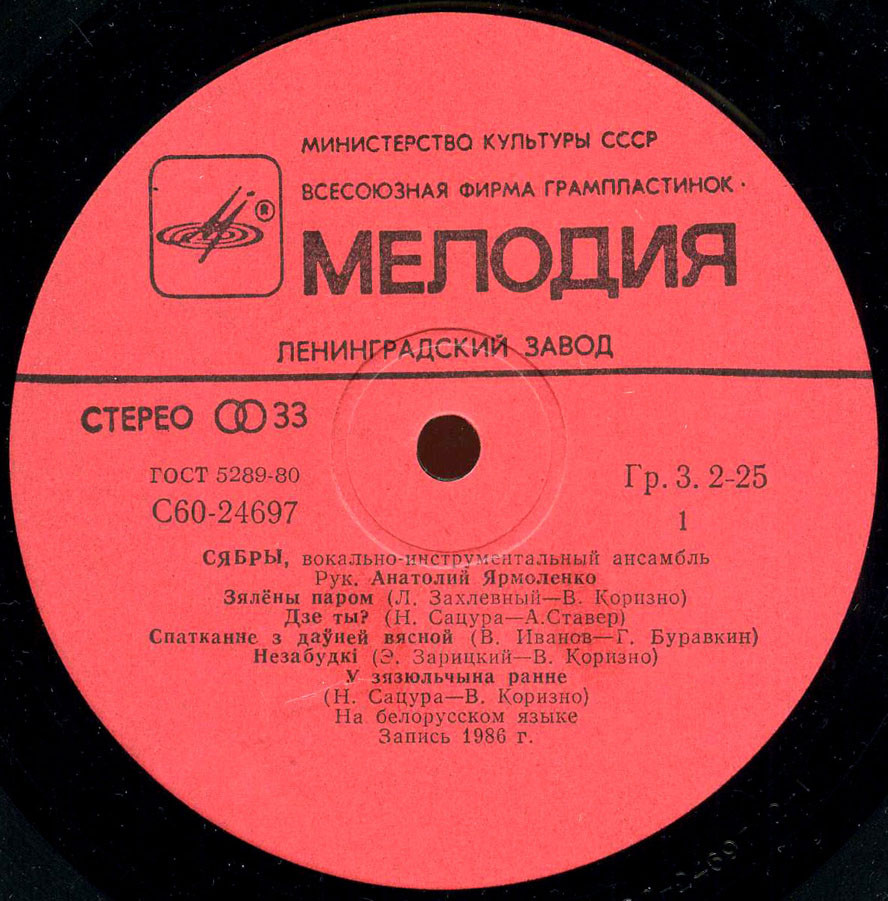 МИНИСТЕРСТВО КУЛЬТУРЫ СССР
ВСЕСОЮЗНАЯ ФИРМА ГРАМПЛАСТИНОК
®
МЕЛОДИЯ
ЛЕНИНГРАДСКИЙ ЗАВОД
СТЕРЕО 33
ГОСТ 5289-80
Гр. 3. 2-25
С60-24697
1
СЯБРЫ, вокально-инструментальный ансамбль
Рук. Анатолий Ярмоленко
Зялёны паром (Л. Захлевный—В. Коризно)
Дзе ты? (Н. Сацура—А.Ставер)
Спатканне з даўней вясной (В. Иванов—Г. Буравкин)
Незабудкі (Э. Зарицкий—В. Коризно)
У зязюльчына ранне
(Н. Сацура—В. Коризно)
На белорусском языке
Запись 1986 г.